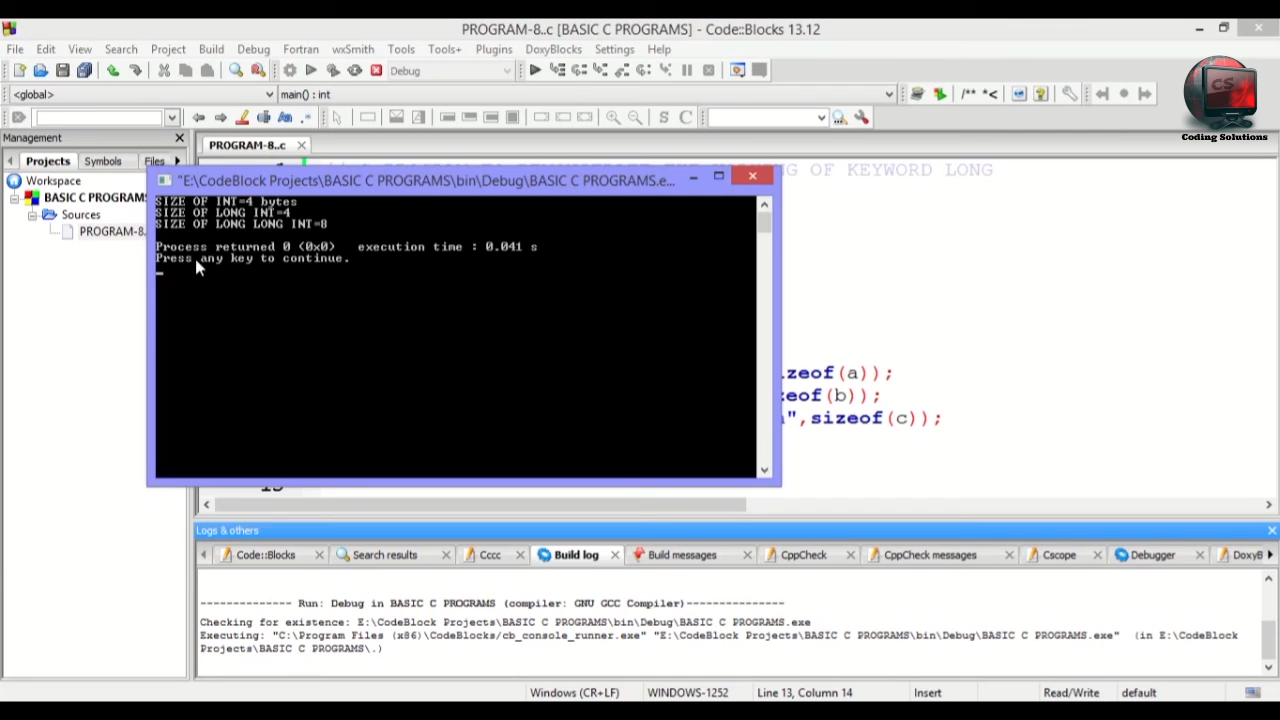 PROGRAM-8..c [BASIC C PROGRAMS] - Code::Blocks 13.12
File Edit View Search Project Build Debug Fortran wxSmith Tools Tools+ Plugins DoxyBlocks Settings Help
Debug
<global> main() : int
/** *<
S C
CS
Coding Solutions
Management
PROGRAM-8..c
Projects Symbols Files
Workspace
BASIC C PROGRAMS
Sources
PROGRAM-8.
OF KEYWORD LONG
"E:\CodeBlock Projects\BASIC C PROGRAMS\bin\Debug\BASIC C PROGRAMS.e...
SIZE OF INT=4 bytes
SIZE OF LONG INT=4
SIZE OF LONG LONG INT=8
Process returned 0 (0x0) execution time : 0.041 s
Press any key to continue.
izeof(a));
zeof(b));
",sizeof(c));
Logs & others
Code::Blocks Search results Cccc Build log Build messages CppCheck CppCheck messages Cscope Debugger DoxyB
-------------- Run: Debug in BASIC C PROGRAMS (compiler: GNU GCC Compiler)---------------
Checking for existence: E:\CodeBlock Projects\BASIC C PROGRAMS\bin\Debug\BASIC C PROGRAMS.exe
Executing: "C:\Program Files (x86)\CodeBlocks/cb_console_runner.exe" "E:\CodeBlock Projects\BASIC C PROGRAMS\bin\Debug\BASIC C PROGRAMS.exe" (in E:\CodeBlock
Projects\BASIC C PROGRAMS\.)
Windows (CR+LF) WINDOWS-1252 Line 13, Column 14 Insert Read/Write default